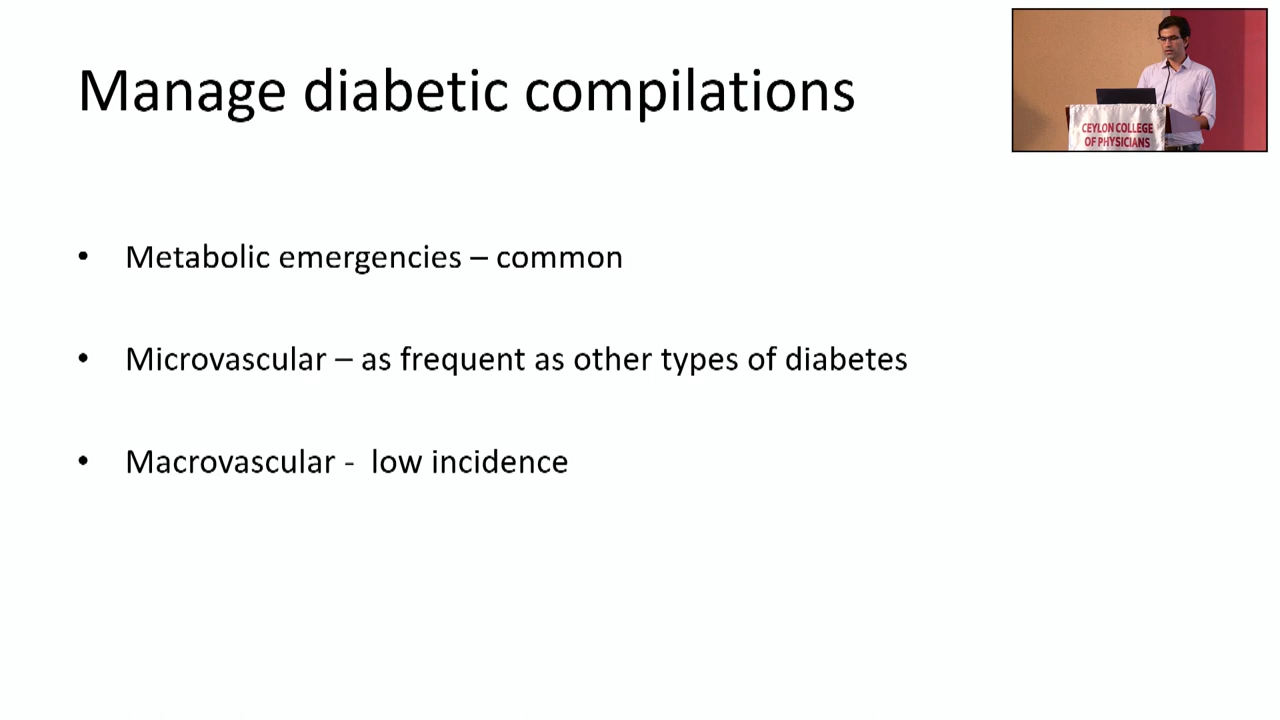 Manage diabetic compilations
CEYLON COLLEGE
OF PHYSICIANS
• Metabolic emergencies – common
• Microvascular – as frequent as other types of diabetes
• Macrovascular - low incidence